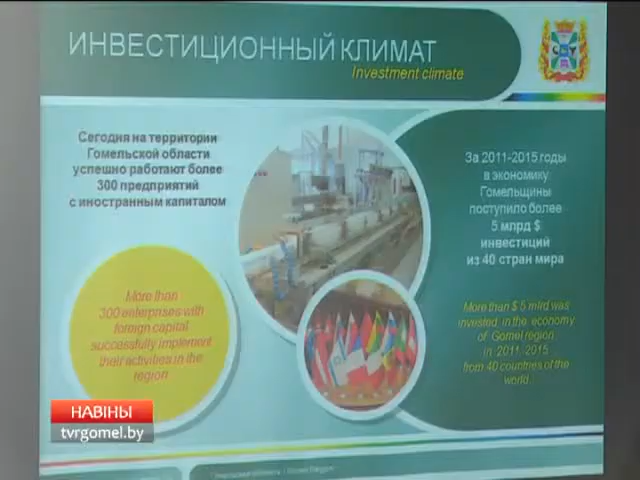 ИНВЕСТИЦИОННЫЙ КЛИМАТ
Investment climate
Сегодня на территории
Гомельской области
успешно работают более
300 предприятий
с иностранным капиталом
За 2011-2015 годы
в экономику
Гомельщины
поступило более
5 млрд $
инвестиций
из 40 стран мира
More than
300 enterprises with
foreign capital
successfully implement
their activities in the
region
More than $ 5 mlrd was
invested in the economy
of Gomel region
in 2011-2015
from 40 countries of the
world.
НАВІНЫ
tvrgomel.by